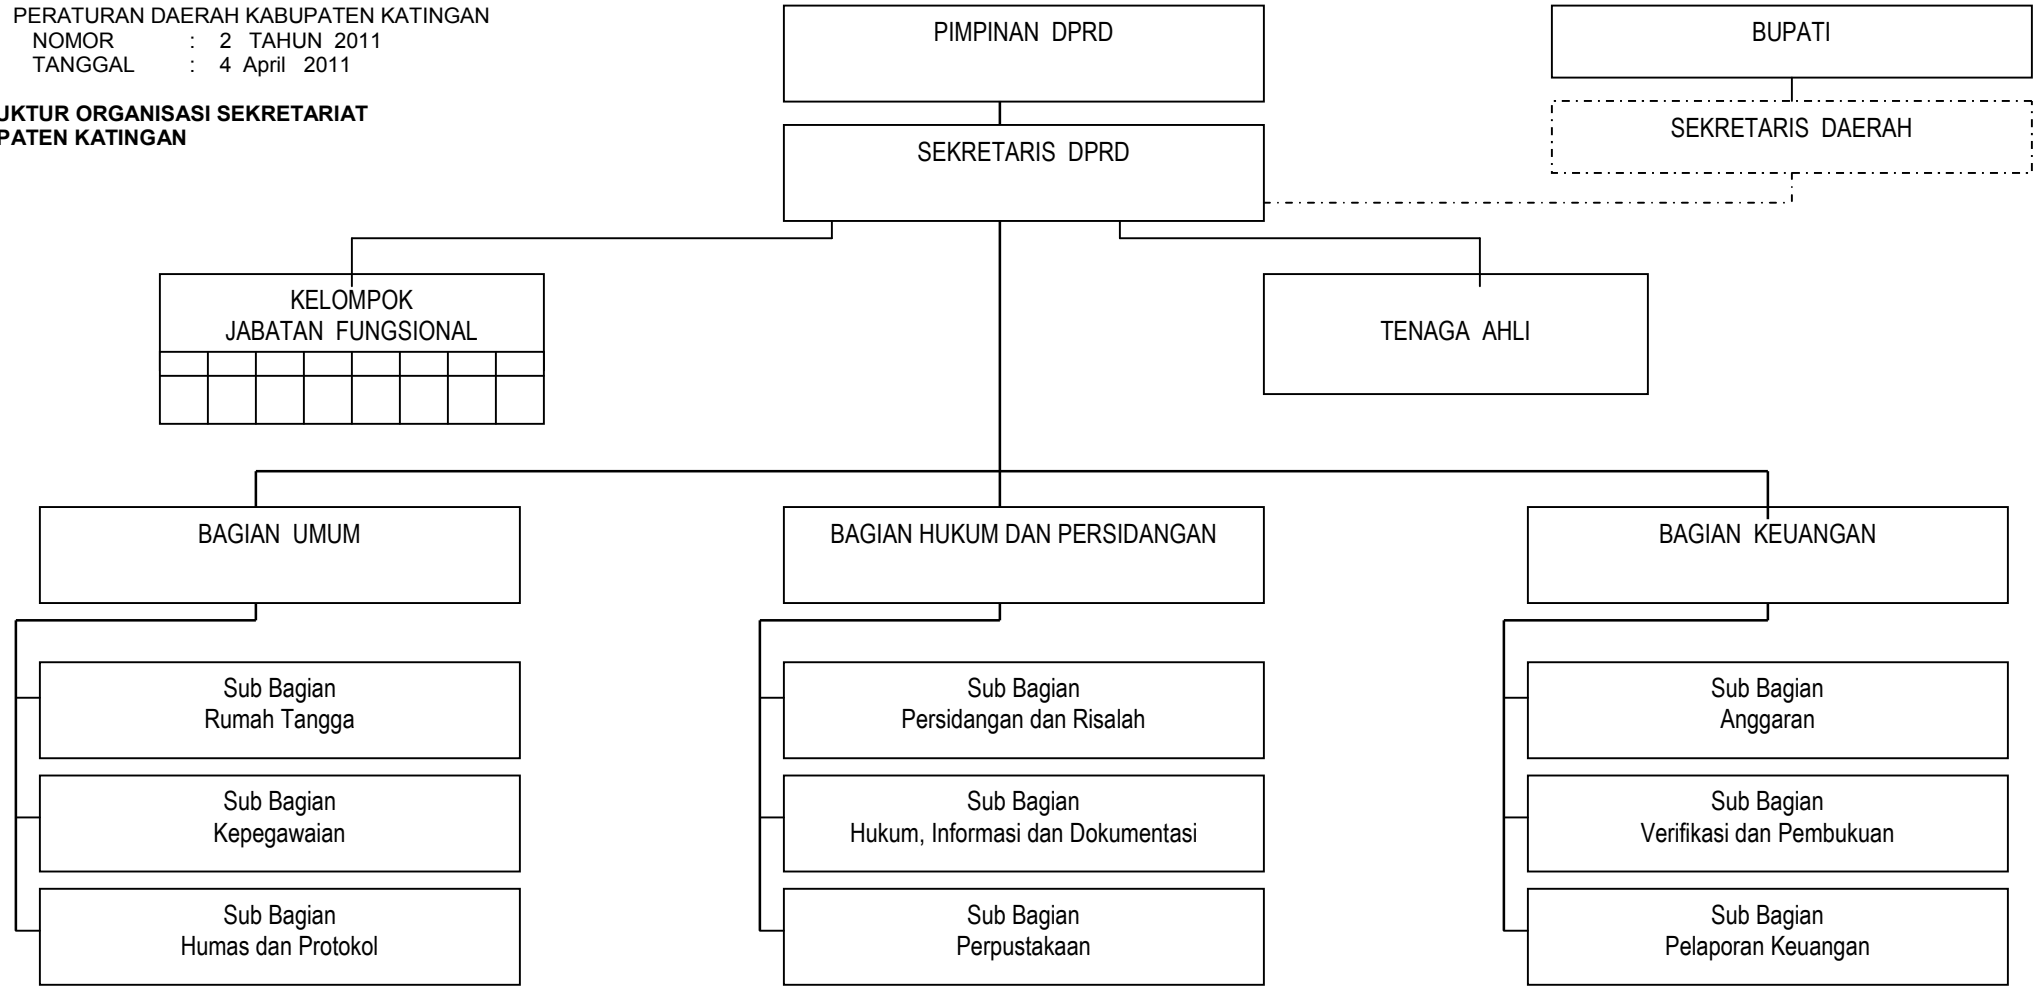 PERATURAN DAERAH KABUPATEN KATINGAN
NOMOR : 2 TAHUN 2011
TANGGAL : 4 April 2011
UKTUR ORGANISASI SEKRETARIAT
PATEN KATINGAN
PIMPINAN DPRD
BUPATI
SEKRETARIS DPRD
SEKRETARIS DAERAH
KELOMPOK
JABATAN FUNGSIONAL
TENAGA AHLI
BAGIAN UMUM
BAGIAN HUKUM DAN PERSIDANGAN
BAGIAN KEUANGAN
Sub Bagian
Rumah Tangga
Sub Bagian
Kepegawaian
Sub Bagian
Humas dan Protokol
Sub Bagian
Persidangan dan Risalah
Sub Bagian
Hukum, Informasi dan Dokumentasi
Sub Bagian
Perpustakaan
Sub Bagian
Anggaran
Sub Bagian
Verifikasi dan Pembukuan
Sub Bagian
Pelaporan Keuangan